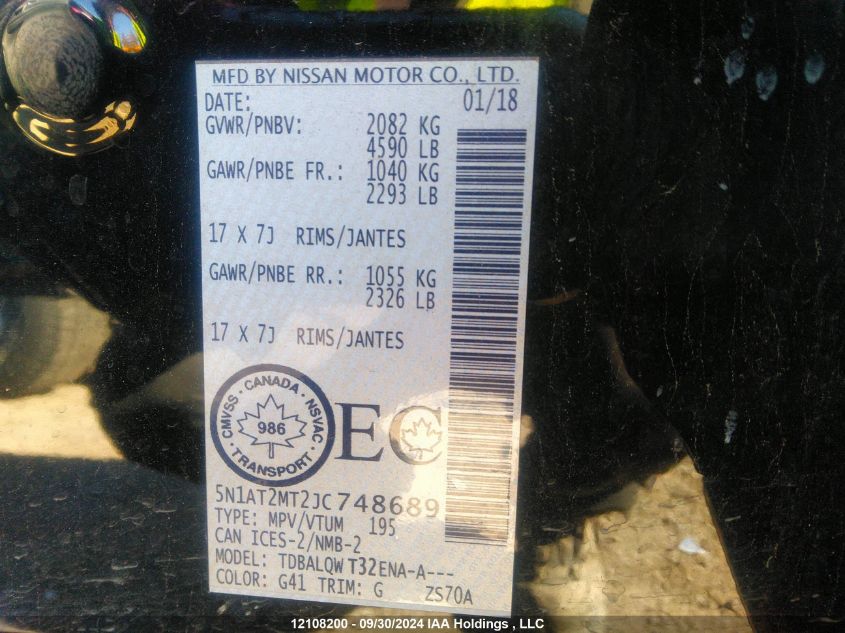 MFD BY NISSAN MOTOR CO., LTD.
DATE: 01/18
GVWR/PNBV: 2082 KG
4590 LB
GAWR/PNBE FR.: 1040 KG
2293 LB
17 X 7J RIMS/JANTES
GAWR/PNBE RR.: 1055 KG
2326 LB
17 X 7J RIMS/JANTES
CMVSS · CANADA · NSVAC
986
· TRANSPORT ·
EC
5N1AT2MT2JC748689
TYPE: MPV/VTUM 195
CAN ICES-2/NMB-2
MODEL: TDBALQW T32ENA-A---
COLOR: G41 TRIM: G ZS70A
12108200 - 09/30/2024 IAA Holdings , LLC